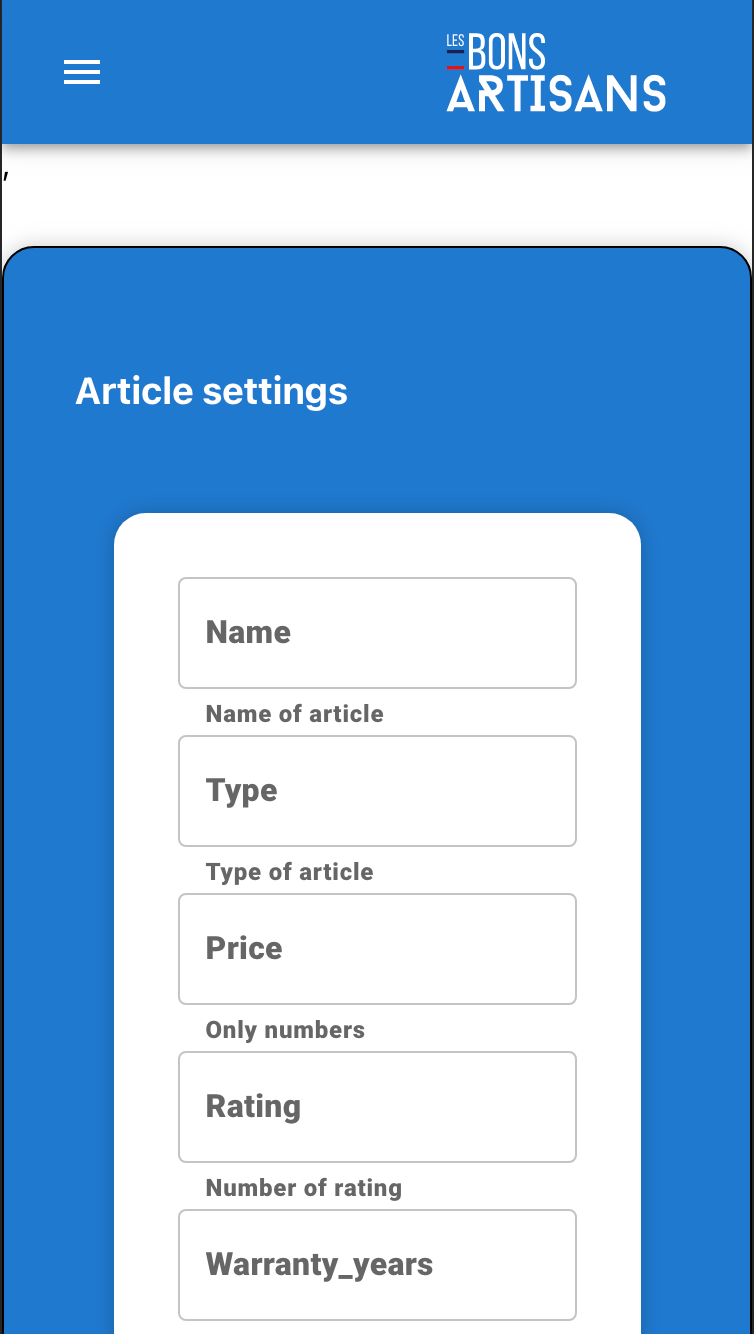 LES BONS
ARTISANS
,
Article settings
Name
Name of article
Type
Type of article
Price
Only numbers
Rating
Number of rating
Warranty_years